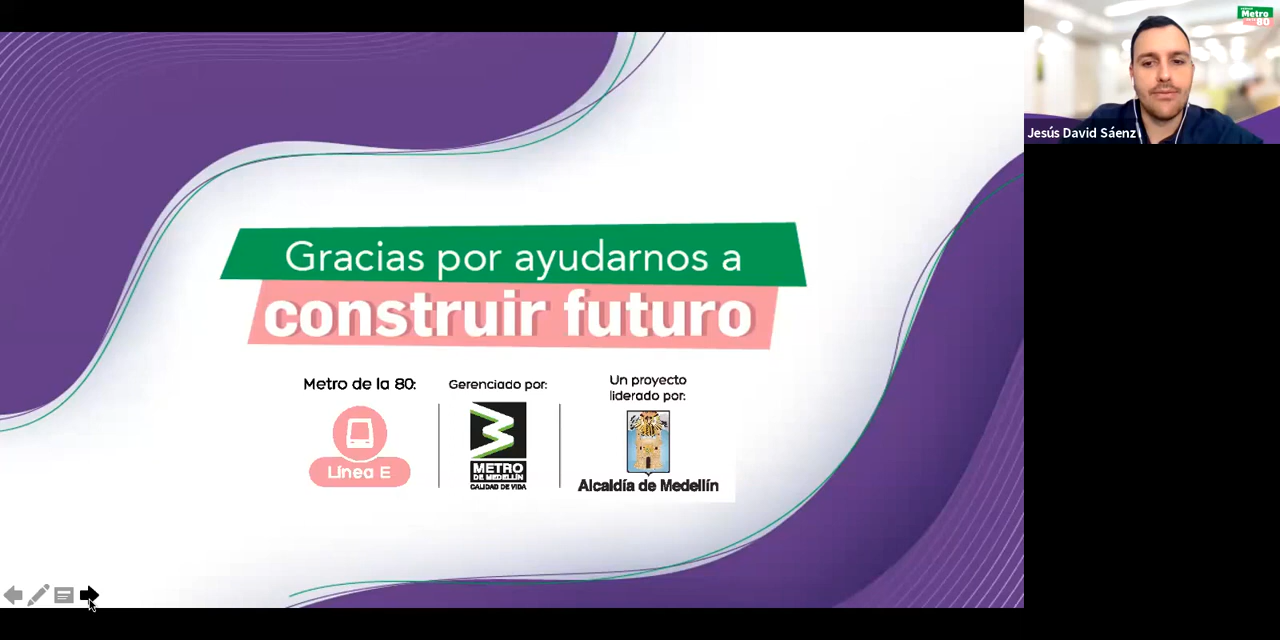 Gracias por ayudarnos a
construir futuro
Metro de la 80:
Línea E
Gerenciado por:
METRO
DE MEDELLÍN
CALIDAD DE VIDA
Un proyecto
liderado por:
Alcaldía de Medellín
Metro
80
Jesús David Sáenz